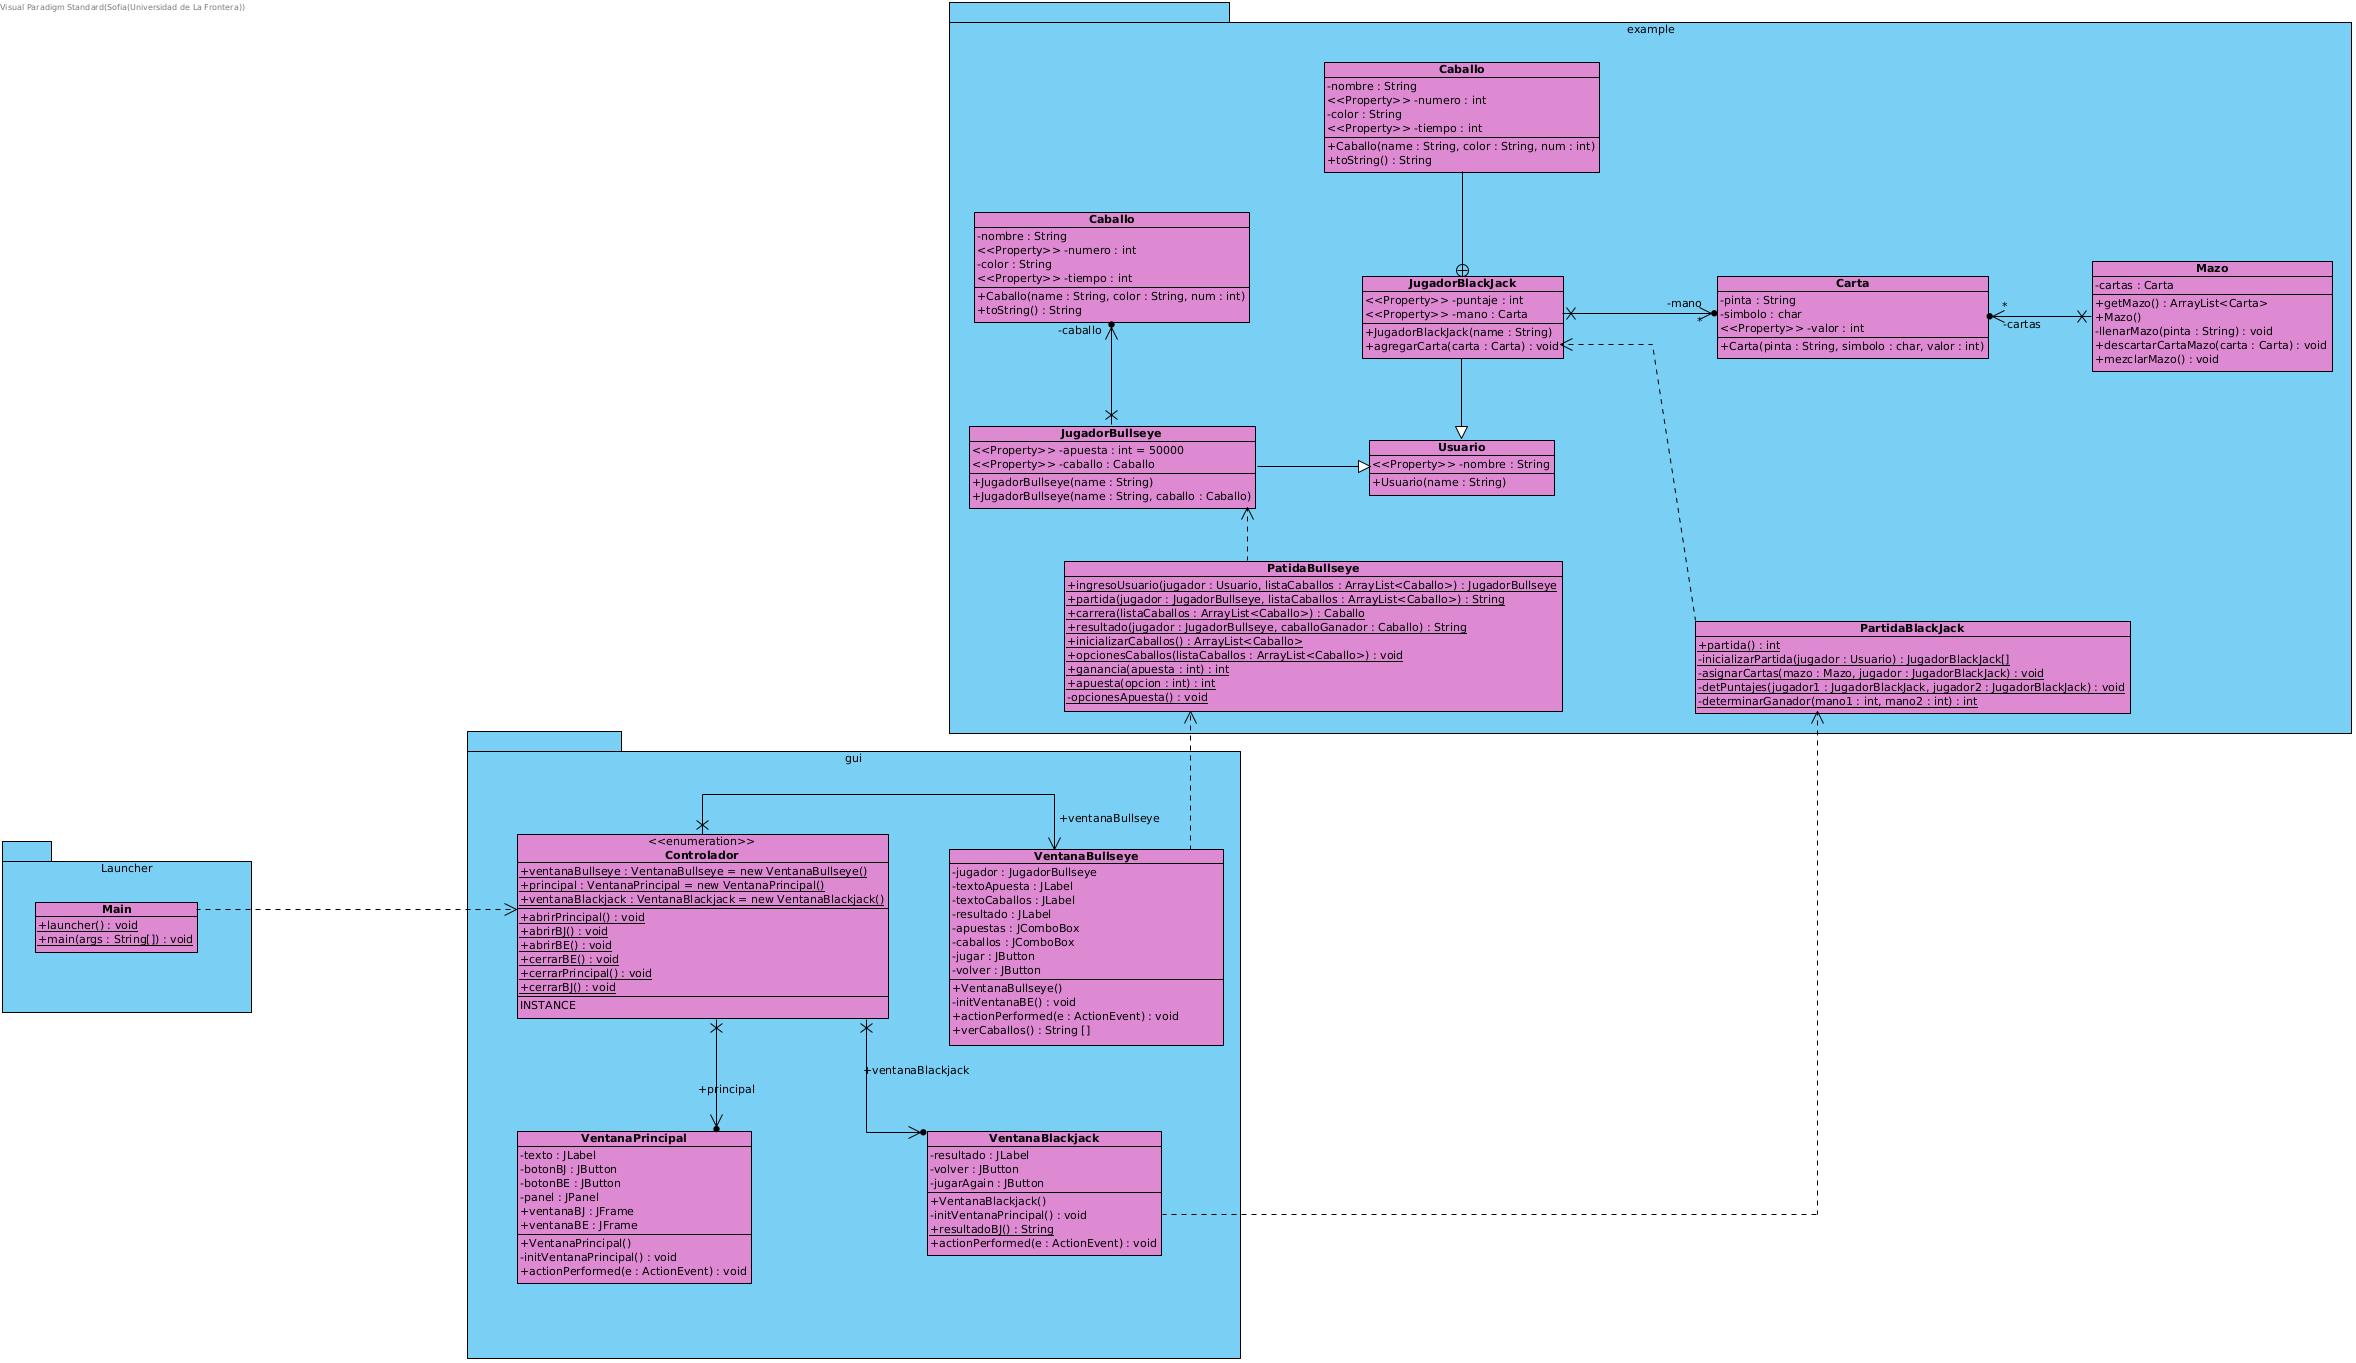 Visual Paradigm Standard(Sofia(Universidad de La Frontera))
example
Caballo
-nombre : String
<<Property>> -numero : int
-color : String
<<Property>> -tiempo : int
+Caballo(name : String, color : String, num : int)
+toString() : String
Caballo
-nombre : String
<<Property>> -numero : int
-color : String
<<Property>> -tiempo : int
+Caballo(name : String, color : String, num : int)
+toString() : String
-caballo
JugadorBlackJack
<<Property>> -puntaje : int
<<Property>> -mano : Carta
+JugadorBlackJack(name : String)
+agregarCarta(carta : Carta) : void
-mano
*
Carta
-pinta : String
-simbolo : char
<<Property>> -valor : int
+Carta(pinta : String, simbolo : char, valor : int)
*
-cartas
Mazo
-cartas : Carta
+getMazo() : ArrayList<Carta>
+Mazo()
-llenarMazo(pinta : String) : void
+descartarCartaMazo(carta : Carta) : void
+mezclarMazo() : void
JugadorBullseye
<<Property>> -apuesta : int = 50000
<<Property>> -caballo : Caballo
+JugadorBullseye(name : String)
+JugadorBullseye(name : String, caballo : Caballo)
Usuario
<<Property>> -nombre : String
+Usuario(name : String)
PatidaBullseye
+ingresoUsuario(jugador : Usuario, listaCaballos : ArrayList<Caballo>) : JugadorBullseye
+partida(jugador : JugadorBullseye, listaCaballos : ArrayList<Caballo>) : String
+carrera(listaCaballos : ArrayList<Caballo>) : Caballo
+resultado(jugador : JugadorBullseye, caballoGanador : Caballo) : String
+inicializarCaballos() : ArrayList<Caballo>
+opcionesCaballos(listaCaballos : ArrayList<Caballo>) : void
+ganancia(apuesta : int) : int
+apuesta(opcion : int) : int
-opcionesApuesta() : void
PartidaBlackJack
+partida() : int
-inicializarPartida(jugador : Usuario) : JugadorBlackJack[]
-asignarCartas(mazo : Mazo, jugador : JugadorBlackJack) : void
-detPuntajes(jugador1 : JugadorBlackJack, jugador2 : JugadorBlackJack) : void
-determinarGanador(mano1 : int, mano2 : int) : int
gui
+ventanaBullseye
<<enumeration>>
Controlador
+ventanaBullseye : VentanaBullseye = new VentanaBullseye()
+principal : VentanaPrincipal = new VentanaPrincipal()
+ventanaBlackjack : VentanaBlackjack = new VentanaBlackjack()
+abrirPrincipal() : void
+abrirBJ() : void
+abrirBE() : void
+cerrarBE() : void
+cerrarPrincipal() : void
+cerrarBJ() : void
INSTANCE
VentanaBullseye
-jugador : JugadorBullseye
-textoApuesta : JLabel
-textoCaballos : JLabel
-resultado : JLabel
-apuestas : JComboBox
-caballos : JComboBox
-jugar : JButton
-volver : JButton
+VentanaBullseye()
-initVentanaBE() : void
+actionPerformed(e : ActionEvent) : void
+verCaballos() : String []
Launcher
Main
+launcher() : void
+main(args : String[]) : void
+principal
+ventanaBlackjack
VentanaPrincipal
-texto : JLabel
-botonBJ : JButton
-botonBE : JButton
-panel : JPanel
+ventanaBJ : JFrame
+ventanaBE : JFrame
+VentanaPrincipal()
-initVentanaPrincipal() : void
+actionPerformed(e : ActionEvent) : void
VentanaBlackjack
-resultado : JLabel
-volver : JButton
-jugarAgain : JButton
+VentanaBlackjack()
-initVentanaPrincipal() : void
+resultadoBJ() : String
+actionPerformed(e : ActionEvent) : void